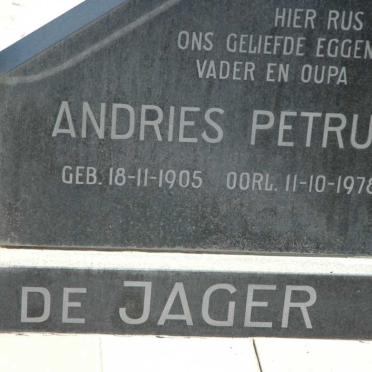 HIER RUS
ONS GELIEFDE EGGEN
VADER EN OUPA
ANDRIES PETRU
GEB. 18-11-1905 OORL. 11-10-1978
DE JAGER